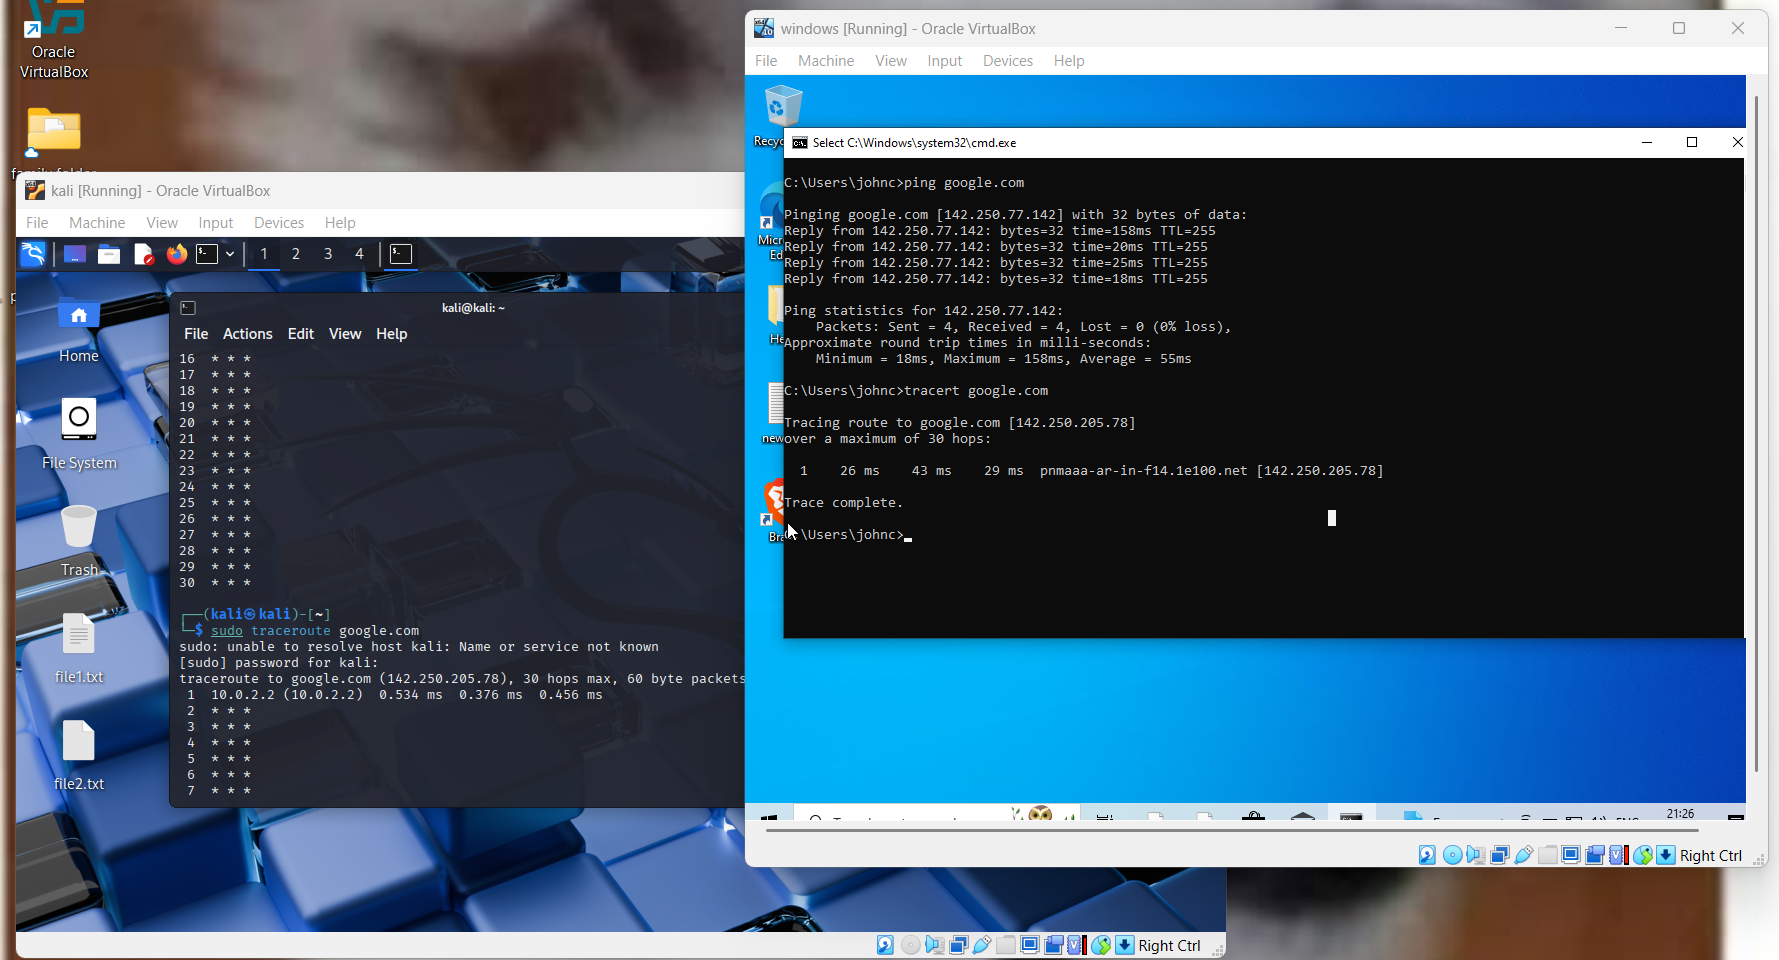 Oracle
VirtualBox
kali [Running] - Oracle VirtualBox
File Machine View Input Devices Help
1 2 3 4
Home
File System
Trash
file1.txt
file2.txt
kali@kali: ~
File Actions Edit View Help
16 * * *
17 * * *
18 * * *
19 * * *
20 * * *
21 * * *
22 * * *
23 * * *
24 * * *
25 * * *
26 * * *
27 * * *
28 * * *
29 * * *
30 * * *
(kali㉿kali)-[~]
$ sudo traceroute google.com
sudo: unable to resolve host kali: Name or service not known
[sudo] password for kali:
traceroute to google.com (142.250.205.78), 30 hops max, 60 byte packets
1 10.0.2.2 (10.0.2.2) 0.534 ms 0.376 ms 0.456 ms
2 * * *
3 * * *
4 * * *
5 * * *
6 * * *
7 * * *
Right Ctrl
windows [Running] - Oracle VirtualBox
File Machine View Input Devices Help
Select C:\Windows\system32\cmd.exe
C:\Users\johnc>ping google.com
Pinging google.com [142.250.77.142] with 32 bytes of data:
Reply from 142.250.77.142: bytes=32 time=158ms TTL=255
Reply from 142.250.77.142: bytes=32 time=20ms TTL=255
Reply from 142.250.77.142: bytes=32 time=25ms TTL=255
Reply from 142.250.77.142: bytes=32 time=18ms TTL=255
Ping statistics for 142.250.77.142:
Packets: Sent = 4, Received = 4, Lost = 0 (0% loss),
Approximate round trip times in milli-seconds:
Minimum = 18ms, Maximum = 158ms, Average = 55ms
C:\Users\johnc>tracert google.com
Tracing route to google.com [142.250.205.78]
over a maximum of 30 hops:
1 26 ms 43 ms 29 ms pnmaaa-ar-in-f14.1e100.net [142.250.205.78]
Trace complete.
:\Users\johnc>
21:26
Right Ctrl